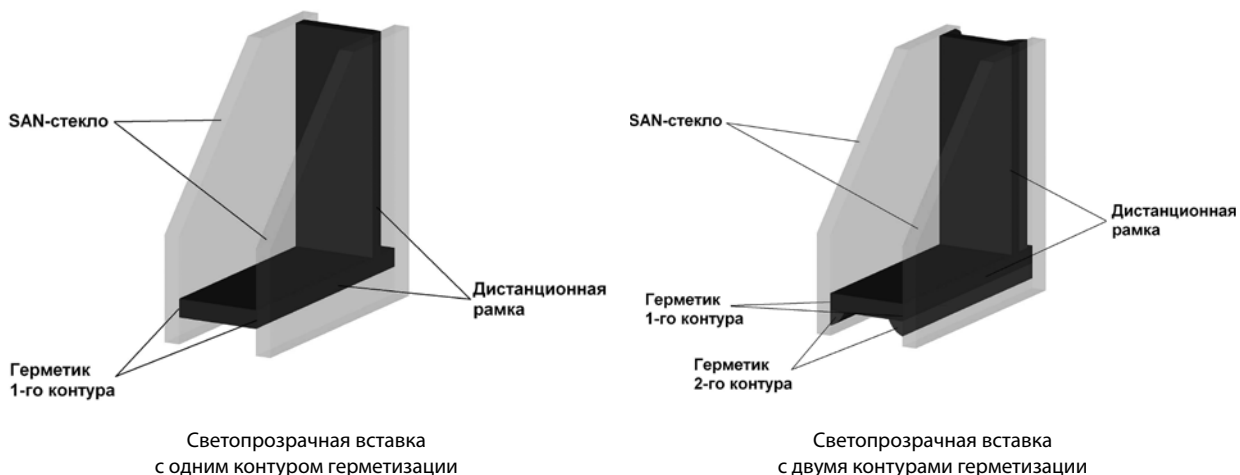 SAN-стекло
Дистанционная
рамка
Герметик
1-го контура
Светопрозрачная вставка
с одним контуром герметизации
SAN-стекло
Дистанционная
рамка
Герметик
1-го контура
Герметик
2-го контура
Светопрозрачная вставка
с двумя контурами герметизации